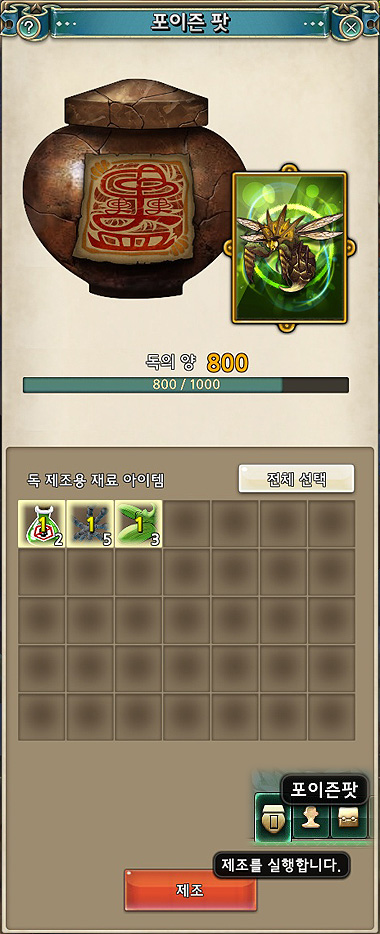 ?
포이즌 팟
독의 양 800
800 / 1000
독 제조용 재료 아이템
전체 선택
1 2
1 5
1 3
포이즌팟
제조를 실행합니다.
제조